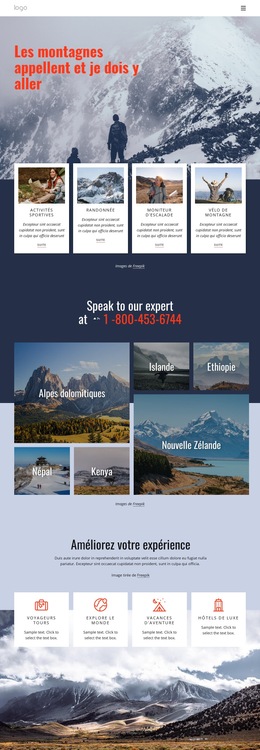 logo
Les montagnes
appellent et je dois y
aller
ACTIVITÉS
SPORTIVES
Excepteur sint occaecat
cupidatat non proident, sunt
in culpa qui officia deserunt
SUITE
RANDONNÉE
Excepteur sint occaecat
cupidatat non proident, sunt
in culpa qui officia deserunt
SUITE
MONITEUR
D'ESCALADE
Excepteur sint occaecat
cupidatat non proident, sunt
in culpa qui officia deserunt
SUITE
VÉLO DE
MONTAGNE
Excepteur sint occaecat
cupidatat non proident, sunt
in culpa qui officia deserunt
SUITE
Images de Freepik
Speak to our expert
at 1 -800-453-6744
Alpes dolomitiques
Islande
Ethiopie
Nouvelle Zélande
Népal
Kenya
Images de Freepik
Améliorez votre expérience
Duis aute irure dolor in reprehenderit in voluptate velit esse cillum dolore eu fugiat nulla
pariatur. Excepteur sint occaecat cupidatat non proident, sunt in culpa qui officia deserunt
mollit anim id est laborum.
Image tirée de Freepik
VOYAGEURS
TOURS
Sample text. Click to
select the text box.
EXPLORE LE
MONDE
Sample text. Click to
select the text box.
VACANCES
D'AVENTURE
Sample text. Click to
select the text box.
HÔTELS DE LUXE
Sample text. Click to
select the text box.